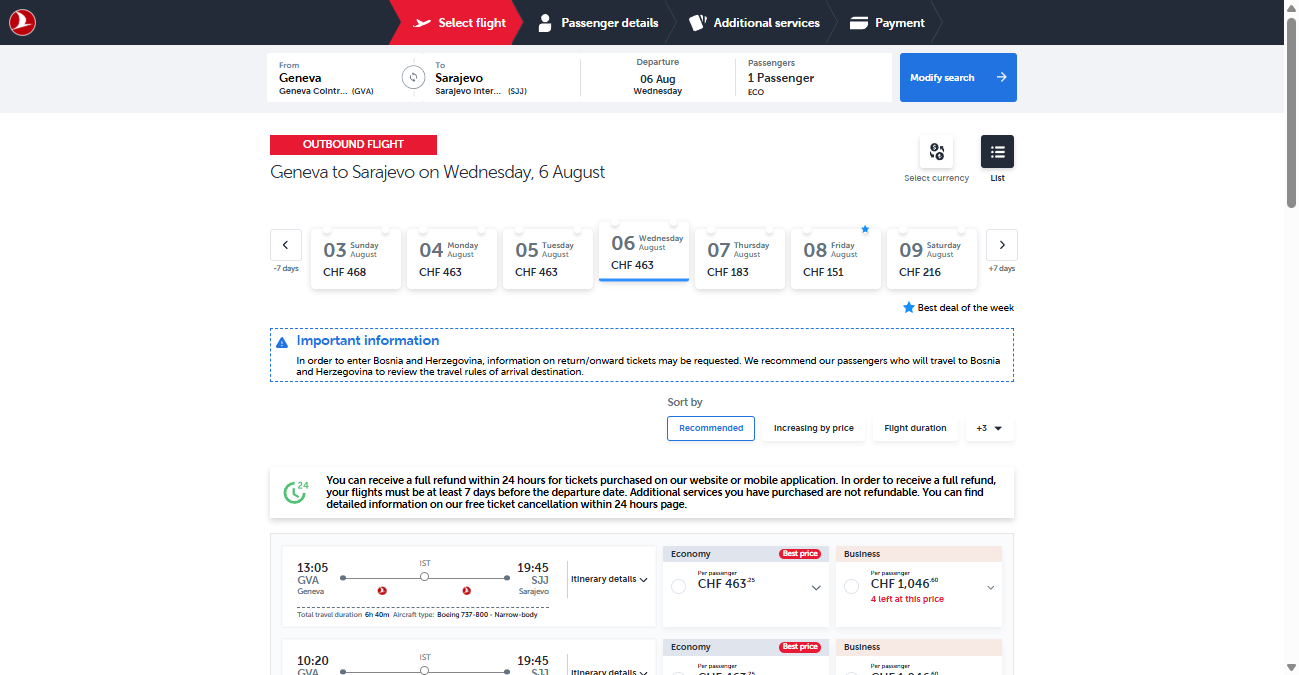 Select flight
Passenger details
Additional services
Payment
From
Geneva
Geneva Cointr... (GVA)
To
Sarajevo
Sarajevo Inter... (SJJ)
Departure
06 Aug
Wednesday
Passengers
1 Passenger
ECO
Modify search
OUTBOUND FLIGHT
Geneva to Sarajevo on Wednesday, 6 August
Select currency
List
-7 days
03 Sunday August
CHF 468
04 Monday August
CHF 463
05 Tuesday August
CHF 463
06 Wednesday August
CHF 463
07 Thursday August
CHF 183
08 Friday August
CHF 151
09 Saturday August
CHF 216
+7 days
Best deal of the week
Important information
In order to enter Bosnia and Herzegovina, information on return/onward tickets may be requested. We recommend our passengers who will travel to Bosnia
and Herzegovina to review the travel rules of arrival destination.
Sort by
Recommended
Increasing by price
Flight duration
+3
24
You can receive a full refund within 24 hours for tickets purchased on our website or mobile application. In order to receive a full refund,
your flights must be at least 7 days before the departure date. Additional services you have purchased are not refundable. You can find
detailed information on our free ticket cancellation within 24 hours page.
13:05
GVA
Geneva
IST
19:45
SJJ
Sarajevo
Itinerary details
Total travel duration 6h 40m Aircraft type: Boeing 737-800 - Narrow-body
Economy
Best price
Per passenger
CHF 463.25
Business
Per passenger
CHF 1,046.60
4 left at this price
10:20
GVA
IST
19:45
SJJ
Itinerary details
Economy
Best price
Per passenger
CHF 463.25
Business
Per passenger
CHF 1,046.60